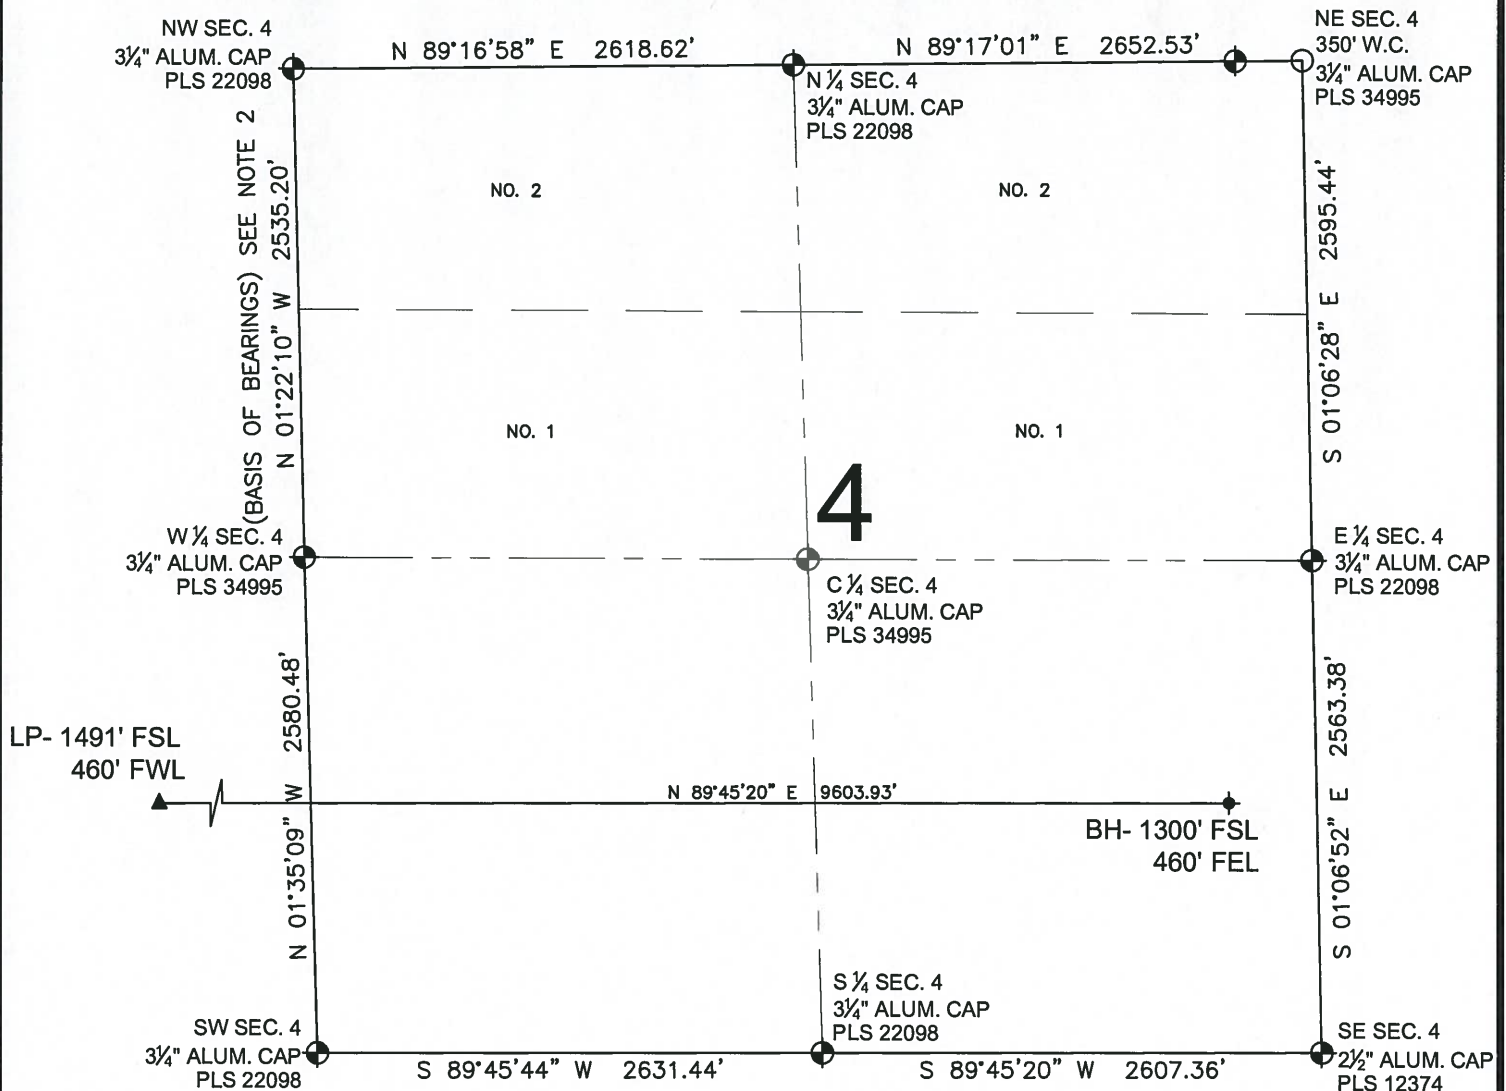 NW SEC. 4
3¼" ALUM. CAP
PLS 22098
N 89°16'58" E 2618.62'
N 89°17'01" E 2652.53'
NE SEC. 4
350' W.C.
3¼" ALUM. CAP
PLS 34995
N ¼ SEC. 4
3¼" ALUM. CAP
PLS 22098
(BASIS OF BEARINGS) SEE NOTE 2
N 01°22'10" W 2535.20'
NO. 2
NO. 2
S 01°06'28" E 2595.44'
NO. 1
NO. 1
4
W ¼ SEC. 4
3¼" ALUM. CAP
PLS 34995
C ¼ SEC. 4
3¼" ALUM. CAP
PLS 34995
E ¼ SEC. 4
3¼" ALUM. CAP
PLS 22098
N 01°35'09" W 2580.48'
S 01°06'52" E 2563.38'
LP- 1491' FSL
460' FWL
N 89°45'20" E 9603.93'
BH- 1300' FSL
460' FEL
SW SEC. 4
3¼" ALUM. CAP
PLS 22098
S ¼ SEC. 4
3¼" ALUM. CAP
PLS 22098
SE SEC. 4
2½" ALUM. CAP
PLS 12374
S 89°45'44" W 2631.44'
S 89°45'20" W 2607.36'